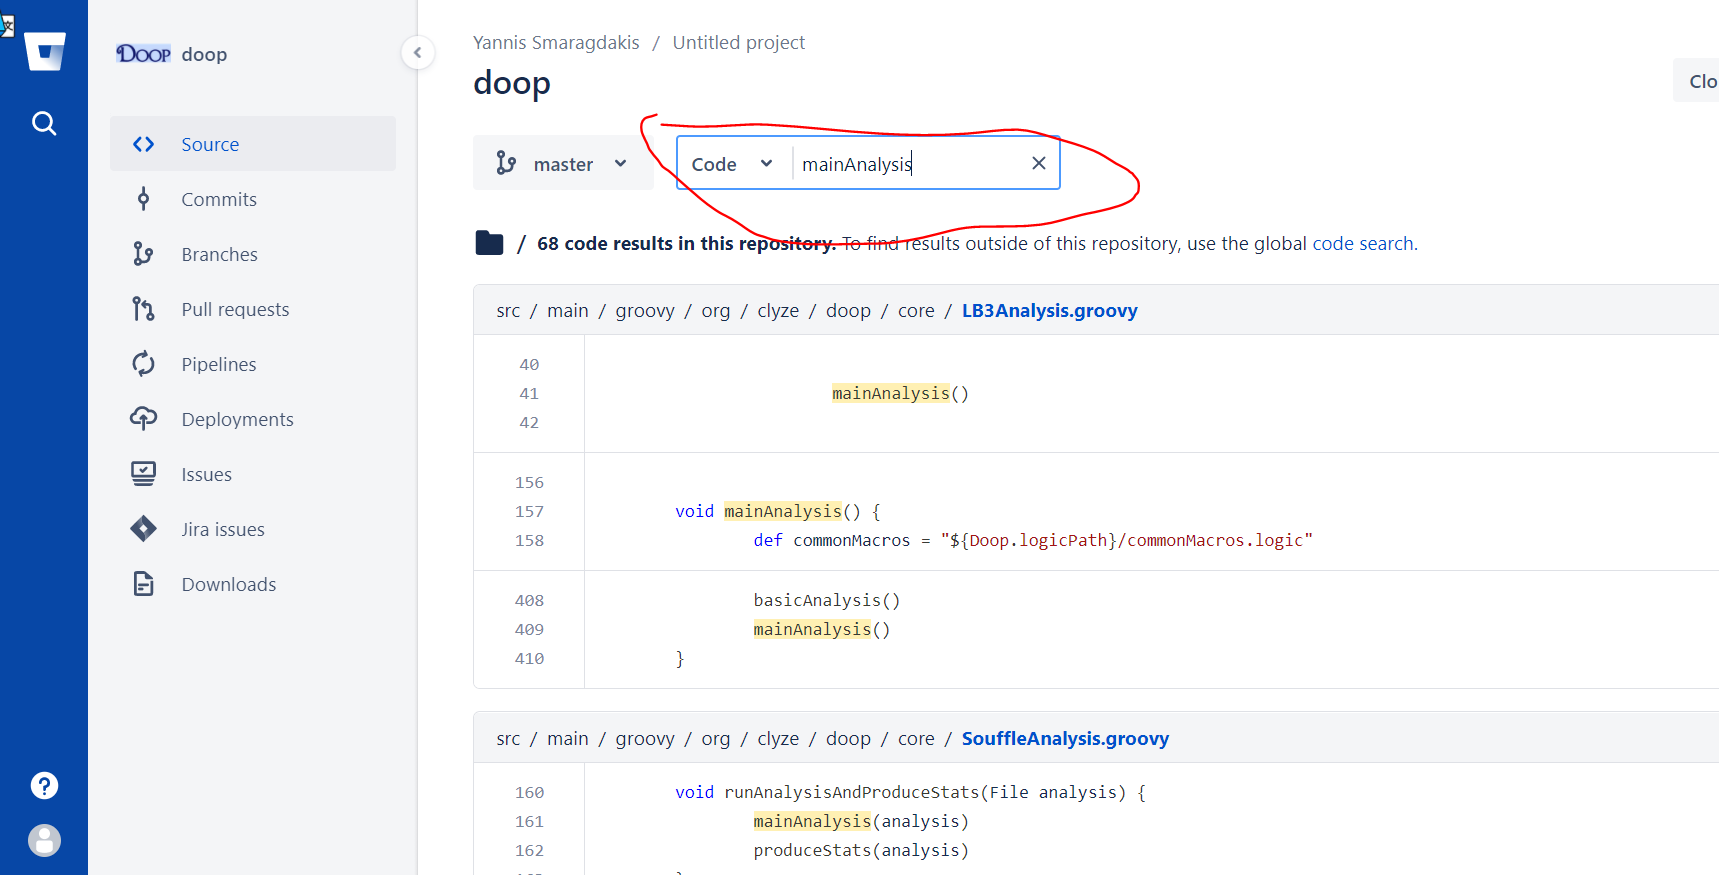 文
DOOP doop
Source
Commits
Branches
Pull requests
Pipelines
Deployments
Issues
Jira issues
Downloads
?
Yannis Smaragdakis / Untitled project
doop
Clo
master
Code
mainAnalysis
/ 68 code results in this repository. To find results outside of this repository, use the global code search.
src / main / groovy / org / clyze / doop / core / LB3Analysis.groovy
40
41 mainAnalysis()
42
156
157 void mainAnalysis() {
158 def commonMacros = "${Doop.logicPath}/commonMacros.logic"
408 basicAnalysis()
409 mainAnalysis()
410 }
src / main / groovy / org / clyze / doop / core / SouffleAnalysis.groovy
160 void runAnalysisAndProduceStats(File analysis) {
161 mainAnalysis(analysis)
162 produceStats(analysis)